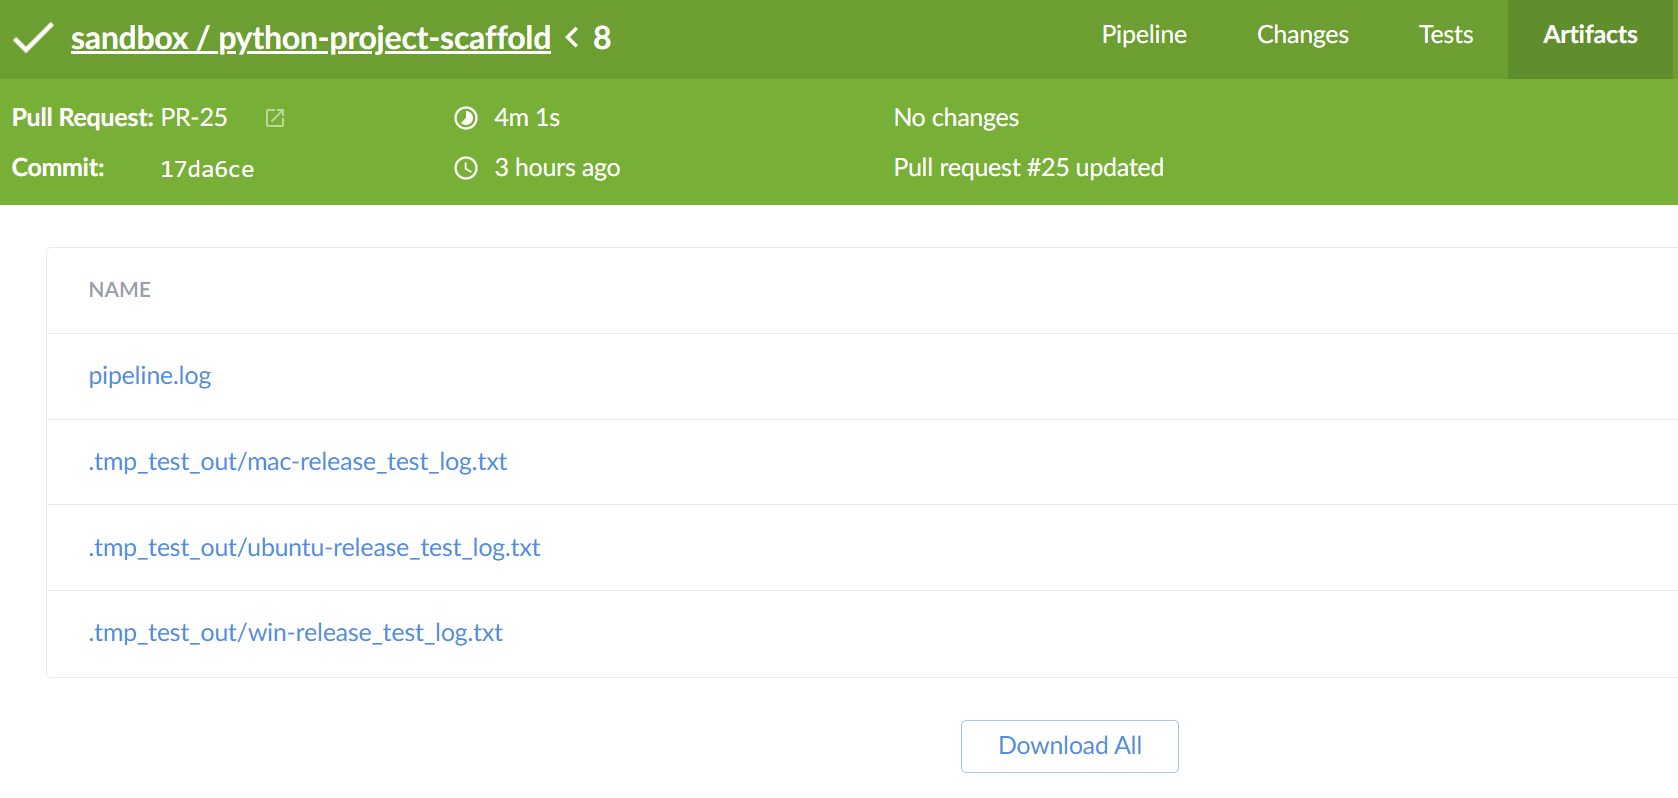 sandbox / python-project-scaffold < 8
Pipeline
Changes
Tests
Artifacts
Pull Request: PR-25
4m 1s
No changes
Commit: 17da6ce
3 hours ago
Pull request #25 updated
NAME
pipeline.log
.tmp_test_out/mac-release_test_log.txt
.tmp_test_out/ubuntu-release_test_log.txt
.tmp_test_out/win-release_test_log.txt
Download All